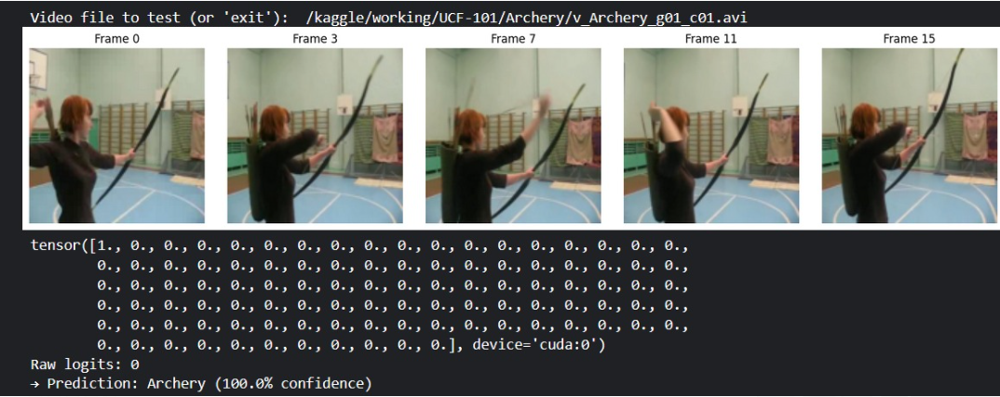 Video file to test (or 'exit'): /kaggle/working/UCF-101/Archery/v_Archery_g01_c01.avi
Frame 0 Frame 3 Frame 7 Frame 11 Frame 15
tensor([1., 0., 0., 0., 0., 0., 0., 0., 0., 0., 0., 0., 0., 0., 0., 0., 0., 0.,
0., 0., 0., 0., 0., 0., 0., 0., 0., 0., 0., 0., 0., 0., 0., 0., 0., 0.,
0., 0., 0., 0., 0., 0., 0., 0., 0., 0., 0., 0., 0., 0., 0., 0., 0., 0.,
0., 0., 0., 0., 0., 0., 0., 0., 0., 0., 0., 0., 0., 0., 0., 0., 0., 0.,
0., 0., 0., 0., 0., 0., 0., 0., 0., 0., 0., 0., 0., 0., 0., 0., 0., 0.,
0., 0., 0., 0., 0., 0., 0., 0., 0., 0., 0.], device='cuda:0')
Raw logits: 0
→ Prediction: Archery (100.0% confidence)